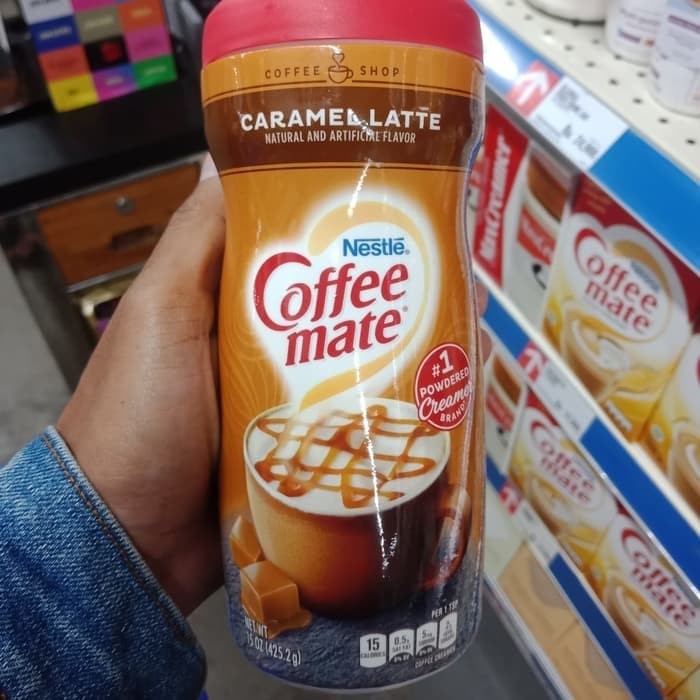 COFFEE SHOP
CARAMEL LATTE
NATURAL AND ARTIFICIAL FLAVOR
Nestlé®
Coffee
mate®
#1
POWDERED
Creamer
BRAND
NET WT
15 OZ (425.2g)
PER 1 TSP
15
CALORIES
0.5g
SAT FAT
5mg
COFFEE CREAMER
Coffee
mate
Coffee
mate
Coffee
mate